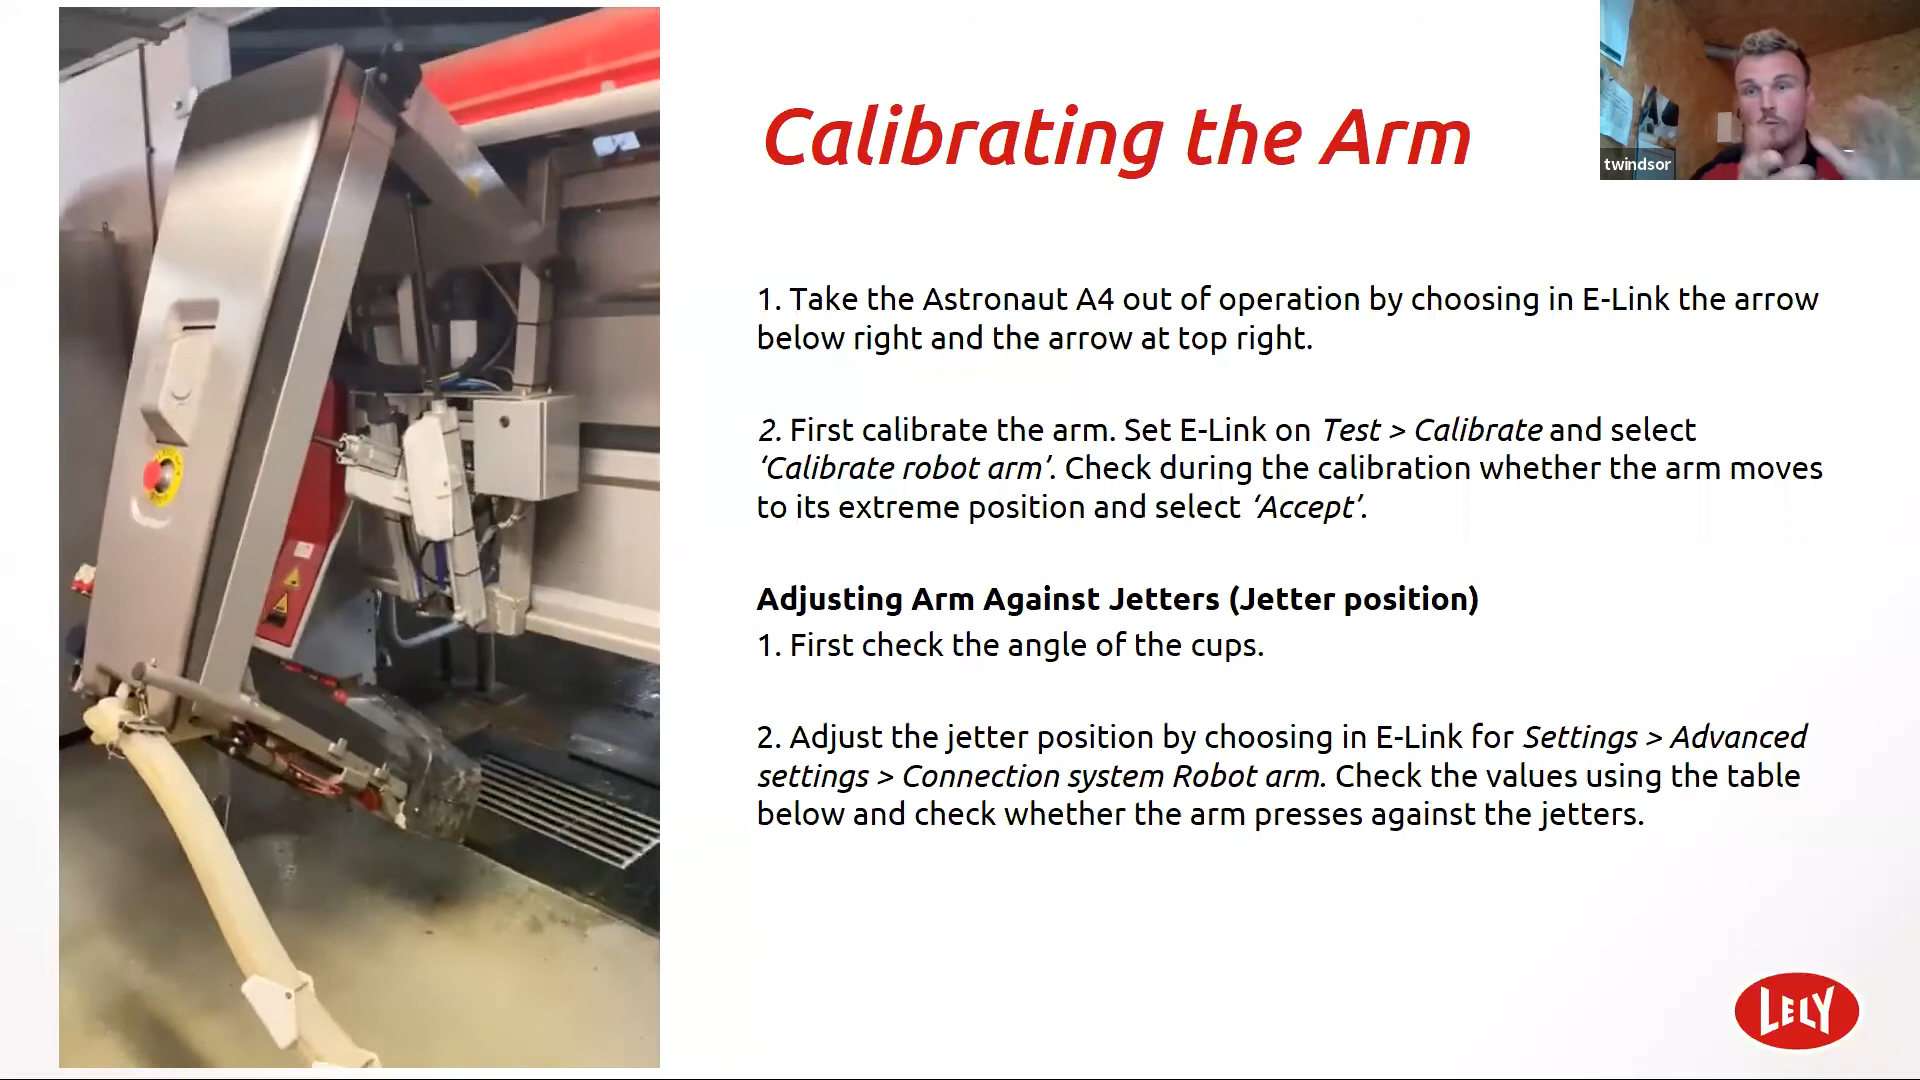 Calibrating the Arm
twindsor
1. Take the Astronaut A4 out of operation by choosing in E-Link the arrow
below right and the arrow at top right.
2. First calibrate the arm. Set E-Link on Test > Calibrate and select
‘Calibrate robot arm’. Check during the calibration whether the arm moves
to its extreme position and select ‘Accept’.
Adjusting Arm Against Jetters (Jetter position)
1. First check the angle of the cups.
2. Adjust the jetter position by choosing in E-Link for Settings > Advanced
settings > Connection system Robot arm. Check the values using the table
below and check whether the arm presses against the jetters.
LELY